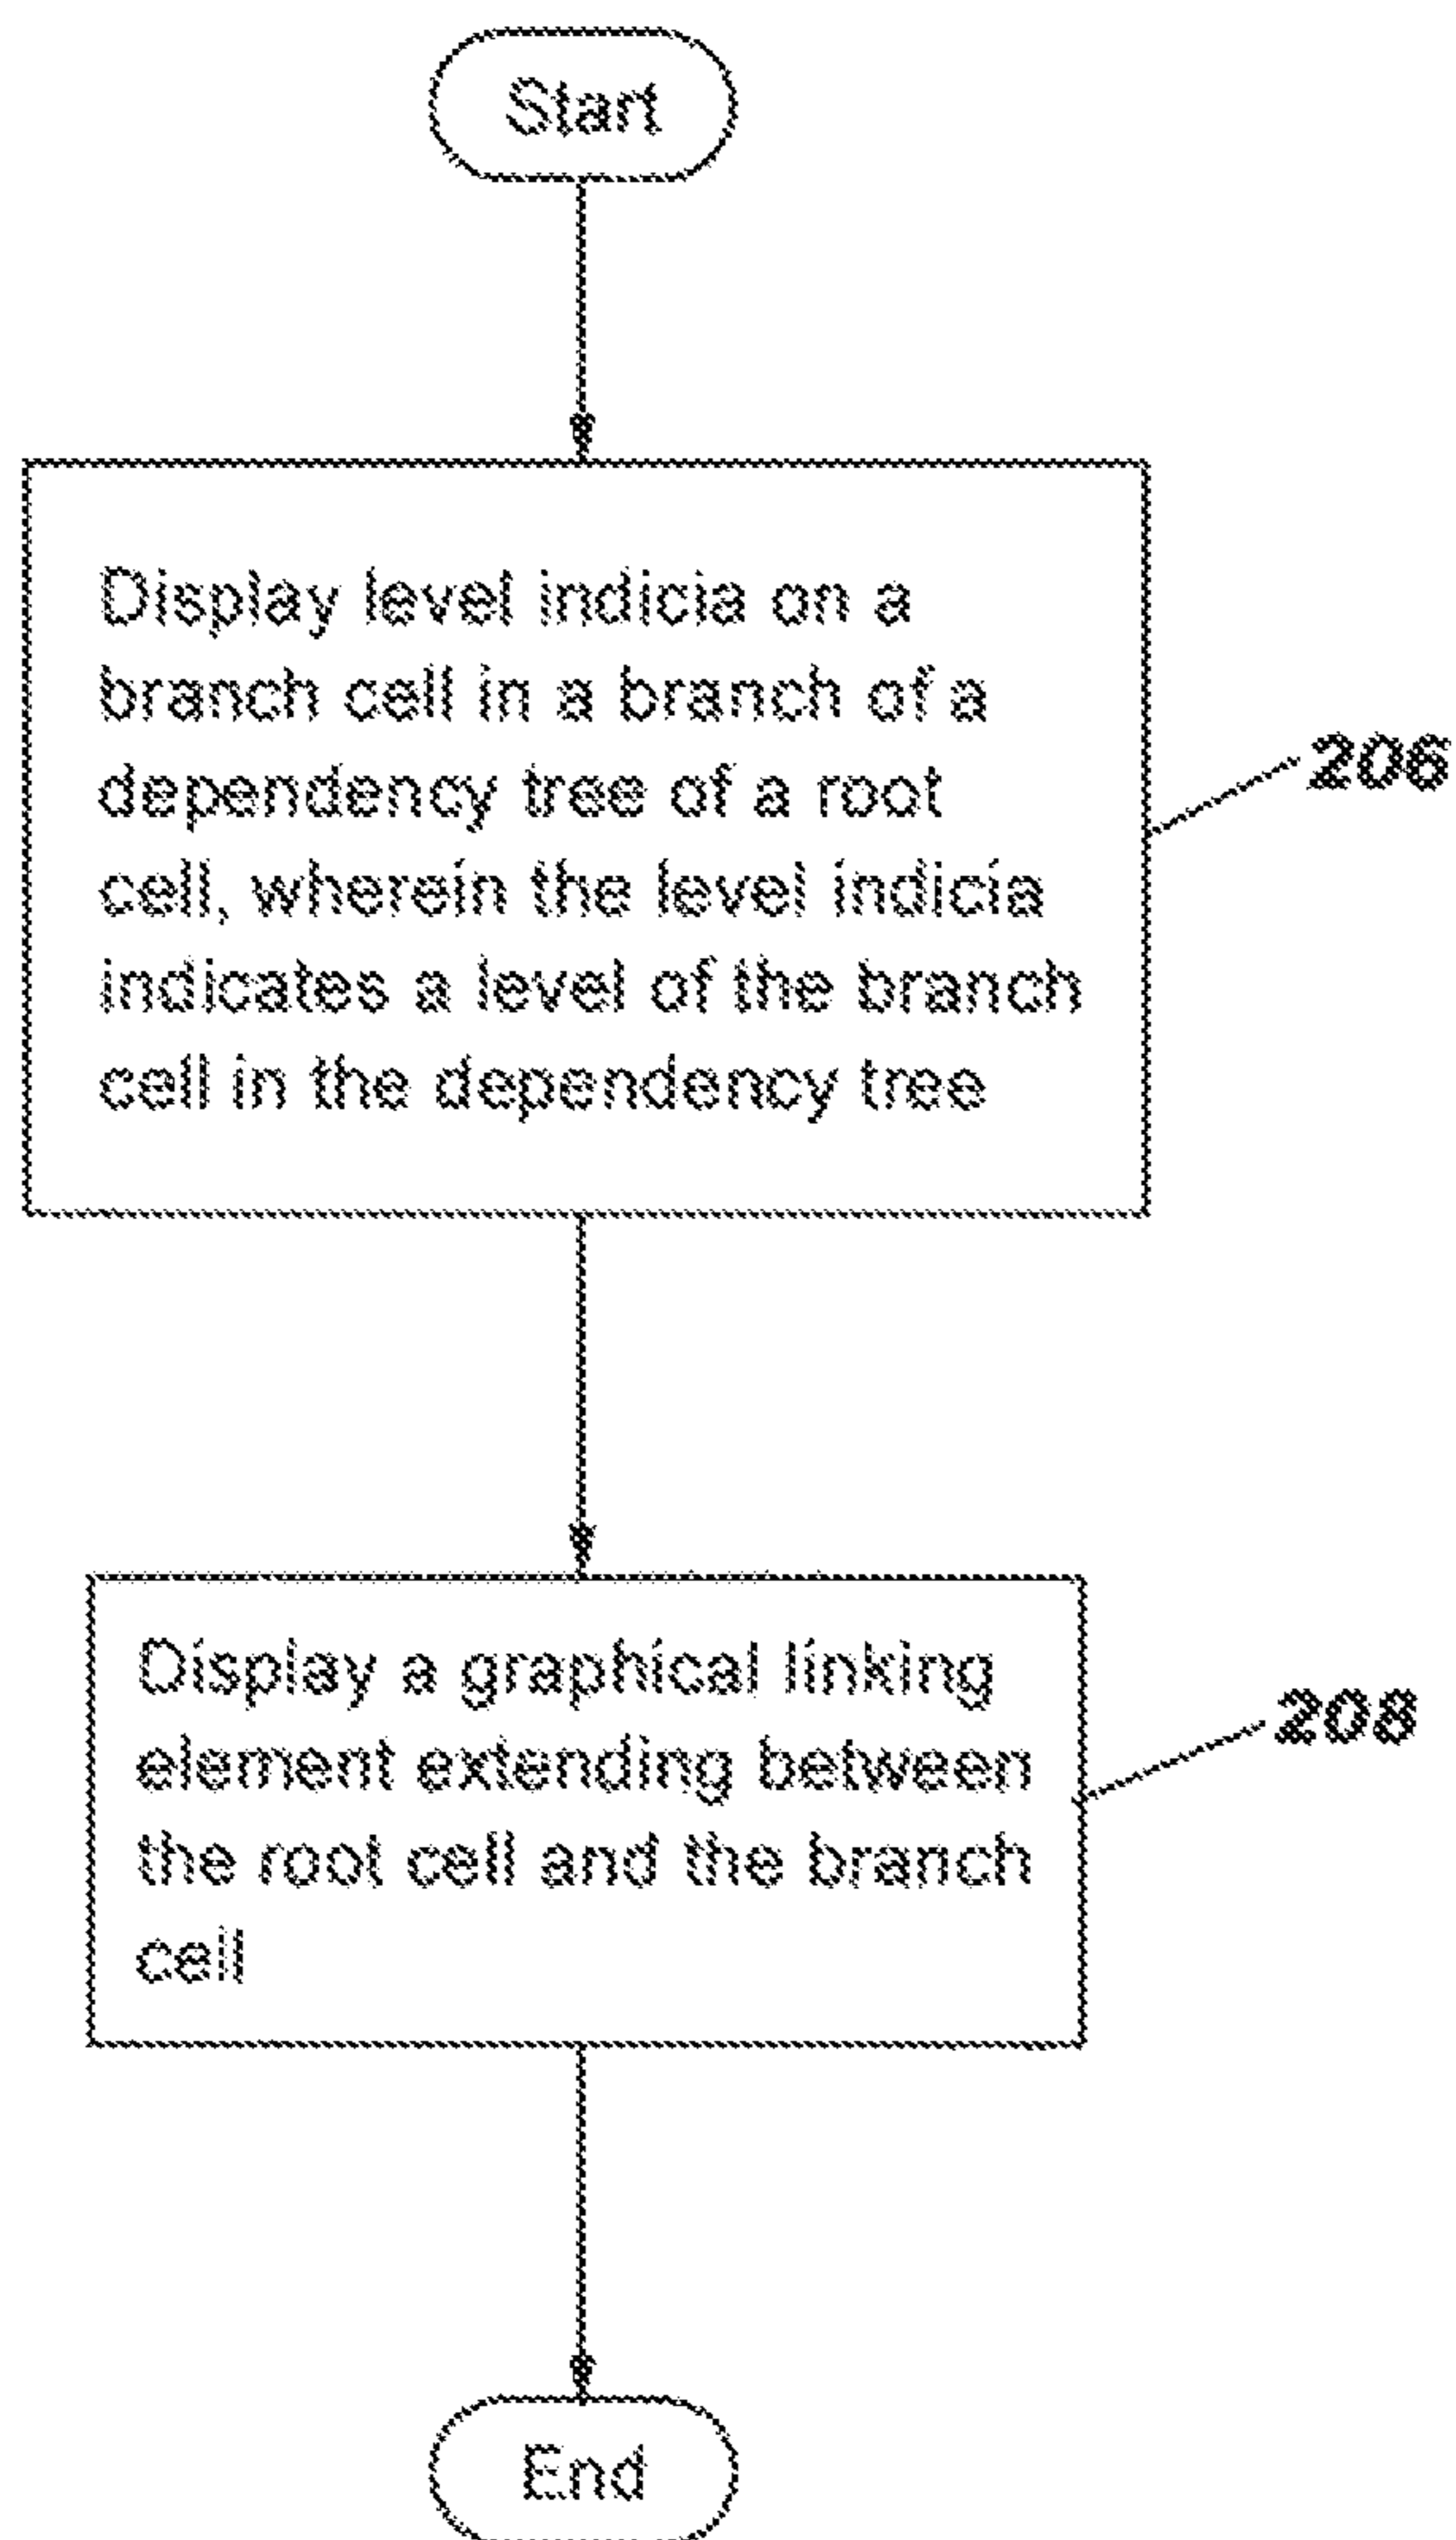 Start
Display level indicia on a
branch cell in a branch of a
dependency tree of a root
cell, wherein the level indicia
indicates a level of the branch
cell in the dependency tree
206
Display a graphical linking
element extending between
the root cell and the branch
cell
208
End